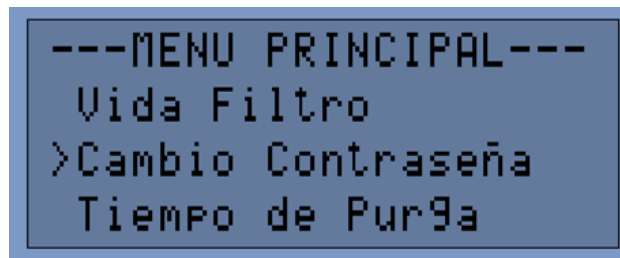 ---MENU PRINCIPAL---
Vida Filtro
>Cambio Contraseña
Tiempo de Purga